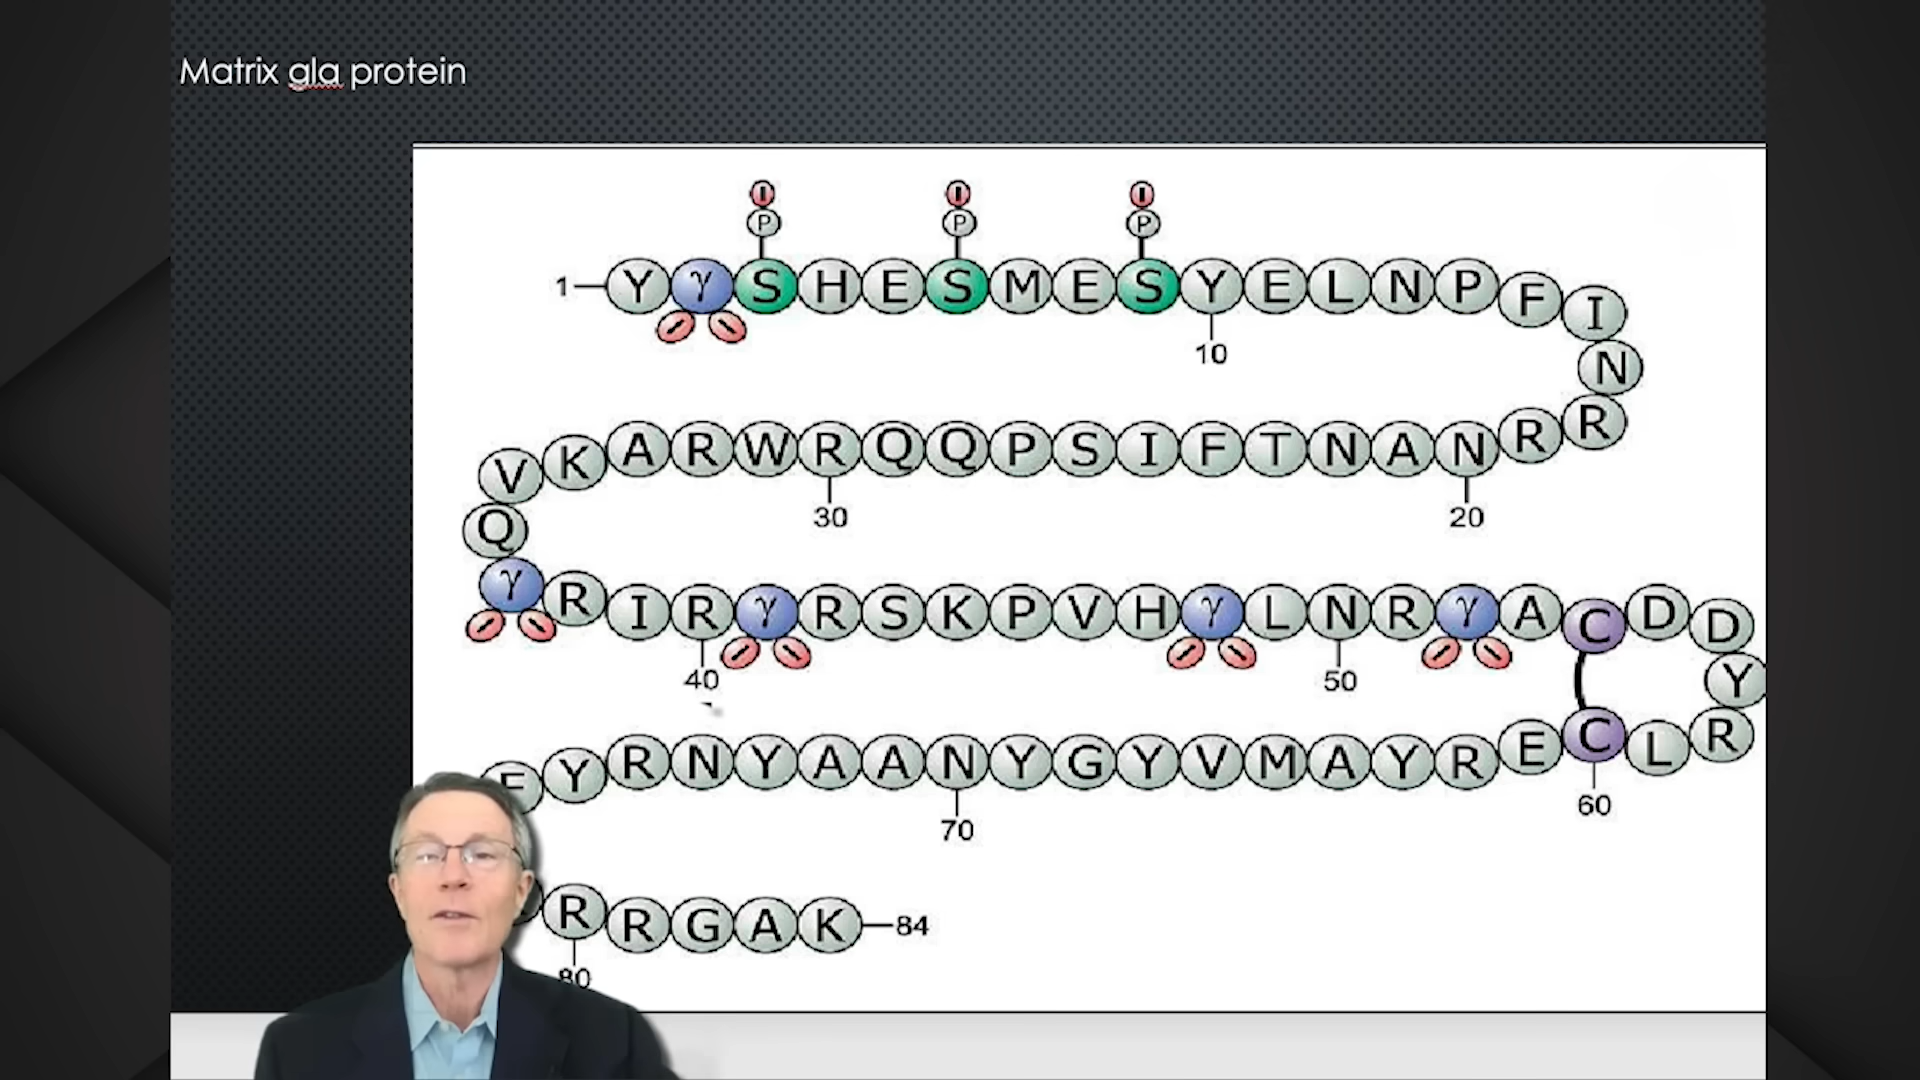 Matrix gla protein
P P P
1 Y γ S H E S M E S Y E L N P F I
10
N
R
V K A R W R Q Q P S I F T N A N R
30 20
Q
γ R I R γ R S K P V H γ L N R γ A C D D
40 50
Y
Y R N Y A A N Y G Y V M A Y R E C L R
70 60
R R G A K 84
80